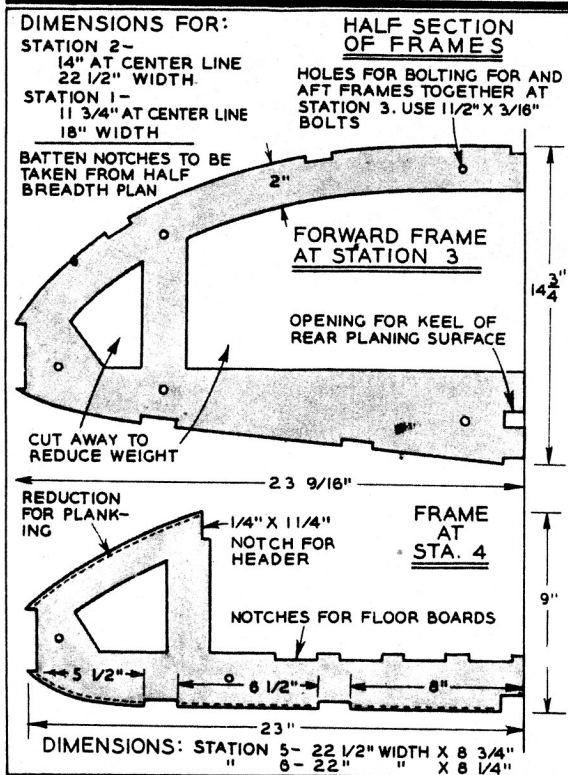 DIMENSIONS FOR:
STATION 2-
14" AT CENTER LINE
22 1/2" WIDTH
STATION 1-
11 3/4" AT CENTER LINE
18" WIDTH
BATTEN NOTCHES TO BE
TAKEN FROM HALF
BREADTH PLAN
HALF SECTION
OF FRAMES
HOLES FOR BOLTING FOR AND
AFT FRAMES TOGETHER AT
STATION 3. USE 1 1/2" X 3/16"
BOLTS
2"
FORWARD FRAME
AT STATION 3
14 3/4"
OPENING FOR KEEL OF
REAR PLANING SURFACE
CUT AWAY TO
REDUCE WEIGHT
23 9/16"
REDUCTION
FOR PLANK-
ING
1/4" X 1 1/4"
NOTCH FOR
HEADER
FRAME
AT
STA. 4
9"
NOTCHES FOR FLOOR BOARDS
5 1/2"
6 1/2"
8"
23"
DIMENSIONS: STATION 5- 22 1/2" WIDTH X 8 3/4"
" 6- 22" " X 8 1/4"